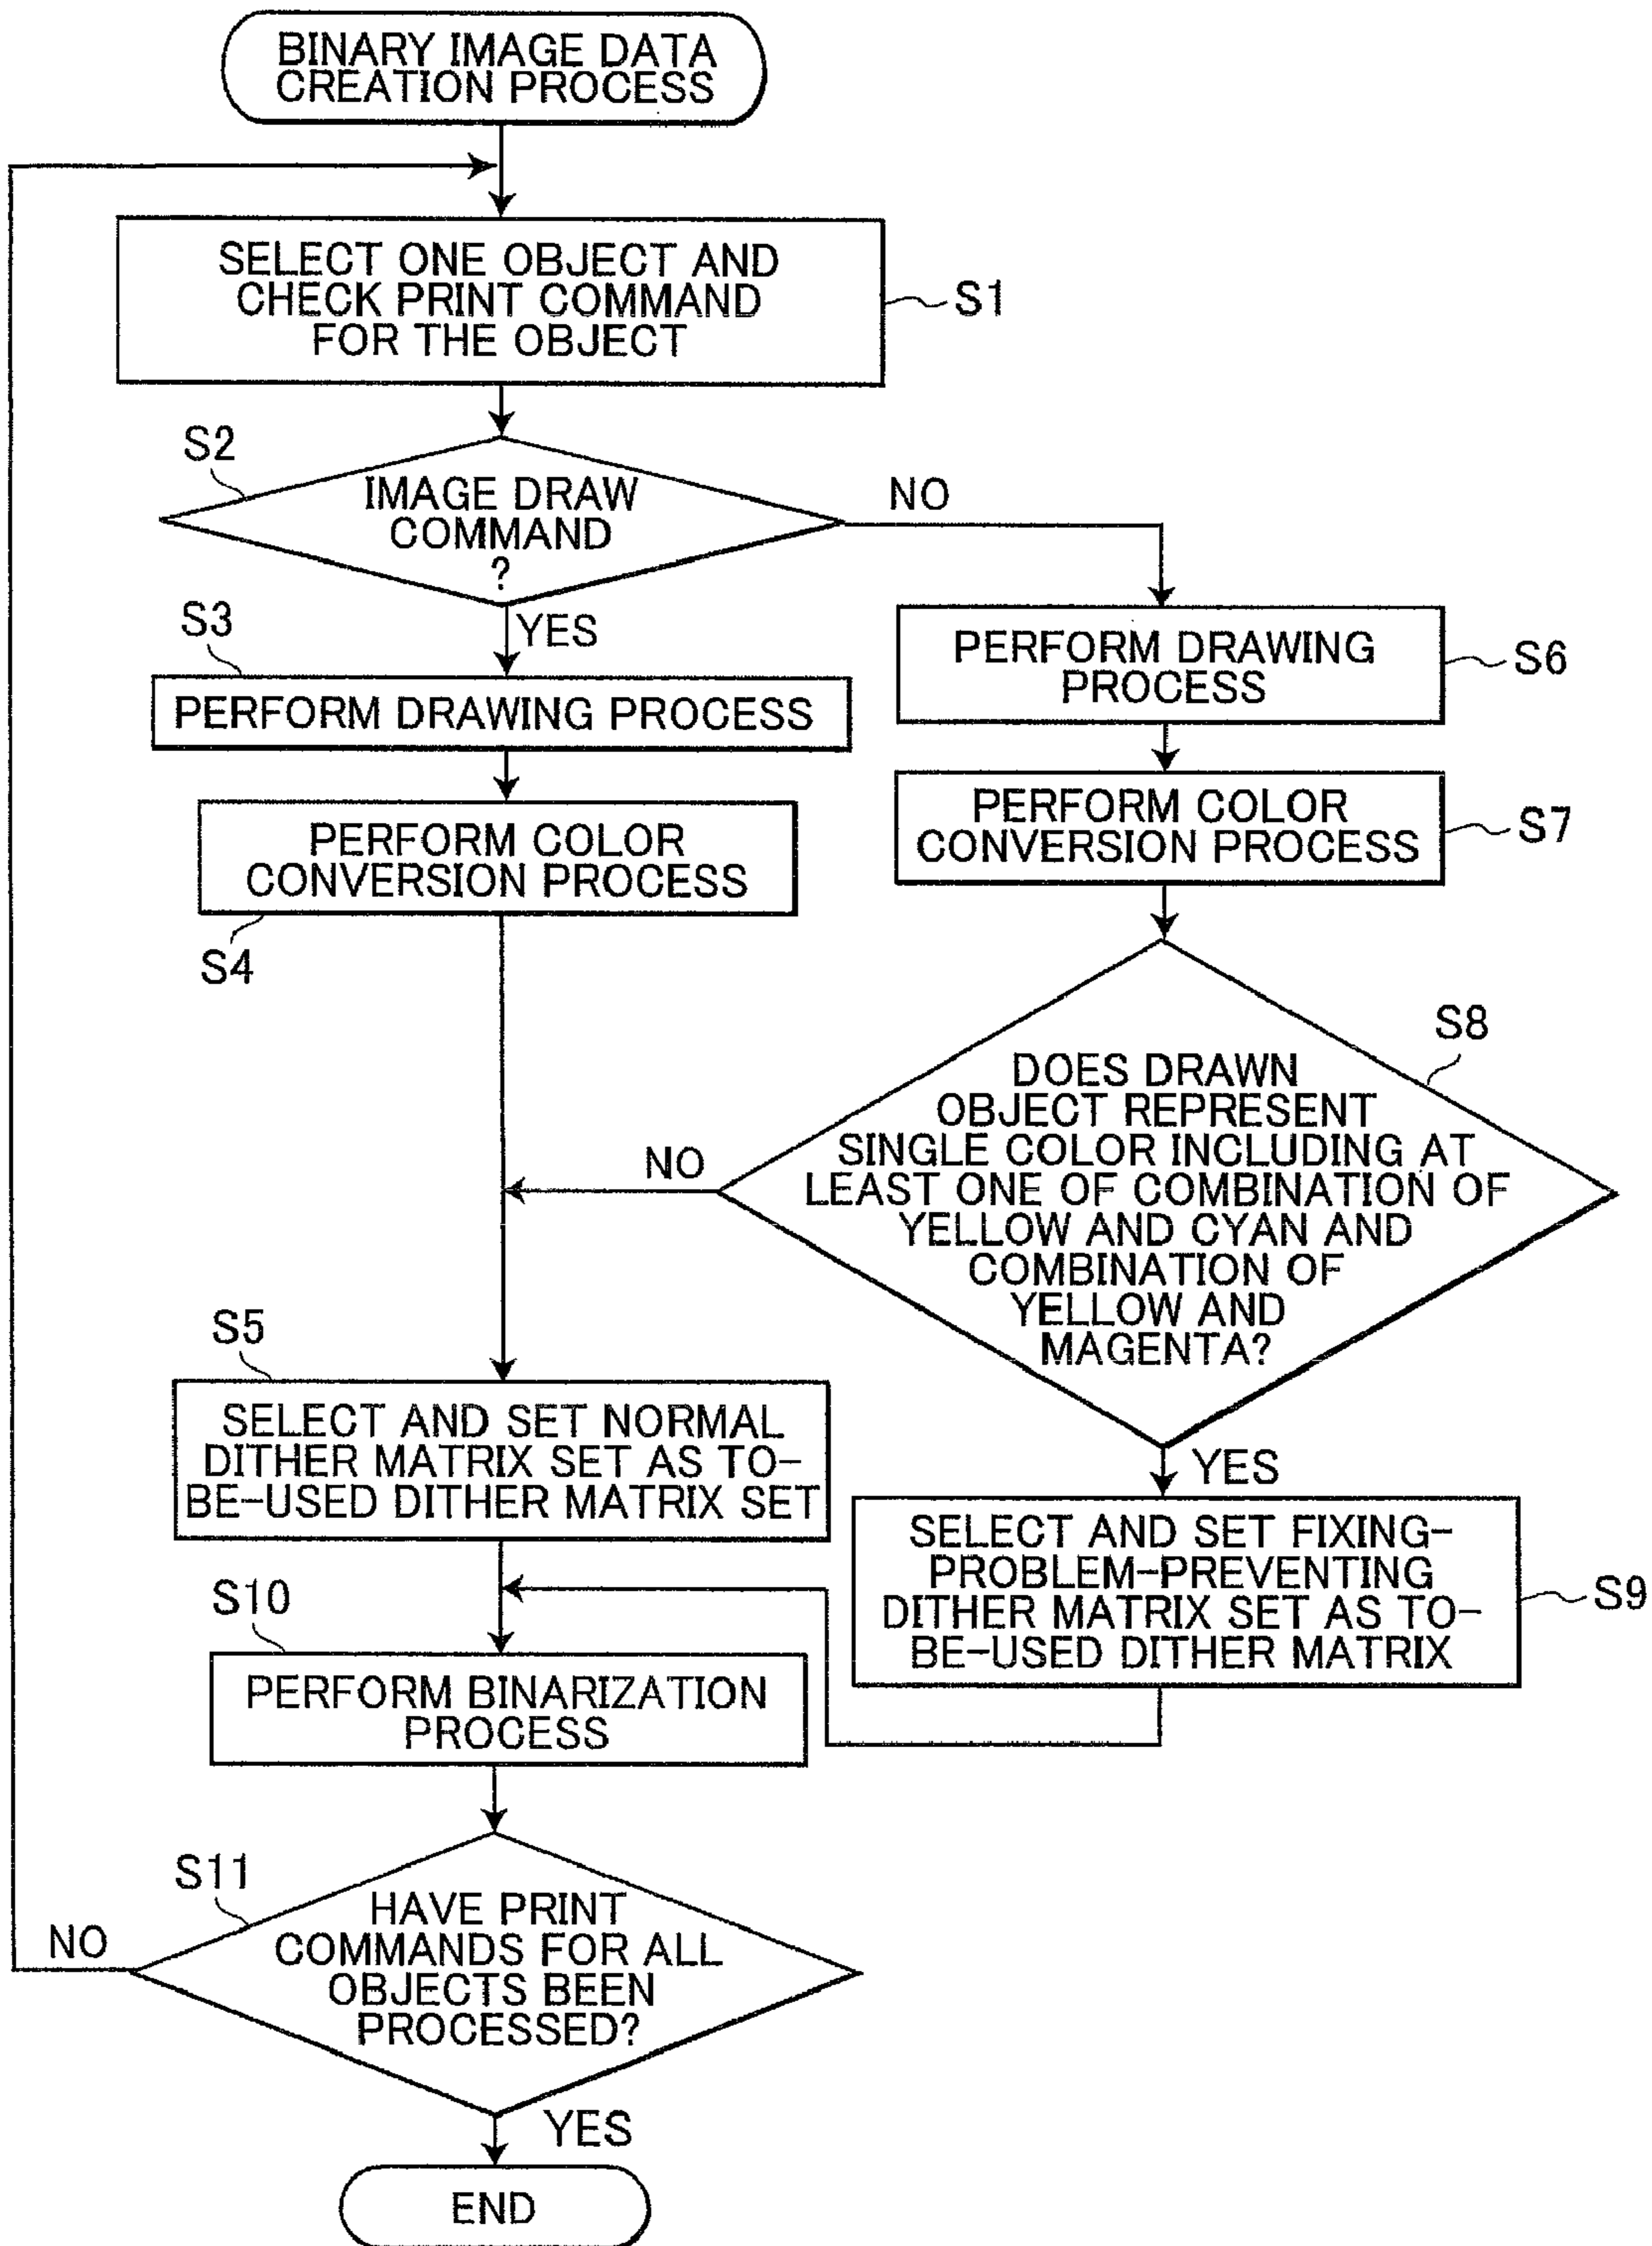 BINARY IMAGE DATA
CREATION PROCESS
SELECT ONE OBJECT AND
CHECK PRINT COMMAND
FOR THE OBJECT
S1
S2
IMAGE DRAW
COMMAND
?
NO
YES
S3
PERFORM DRAWING PROCESS
PERFORM COLOR
CONVERSION PROCESS
S4
PERFORM DRAWING
PROCESS
S6
PERFORM COLOR
CONVERSION PROCESS
S7
S8
DOES DRAWN
OBJECT REPRESENT
SINGLE COLOR INCLUDING AT
LEAST ONE OF COMBINATION OF
YELLOW AND CYAN AND
COMBINATION OF
YELLOW AND
MAGENTA?
NO
YES
S5
SELECT AND SET NORMAL
DITHER MATRIX SET AS TO-
BE-USED DITHER MATRIX SET
SELECT AND SET FIXING-
PROBLEM-PREVENTING
DITHER MATRIX SET AS TO-
BE-USED DITHER MATRIX
S9
S10
PERFORM BINARIZATION
PROCESS
S11
HAVE PRINT
COMMANDS FOR ALL
OBJECTS BEEN
PROCESSED?
NO
YES
END